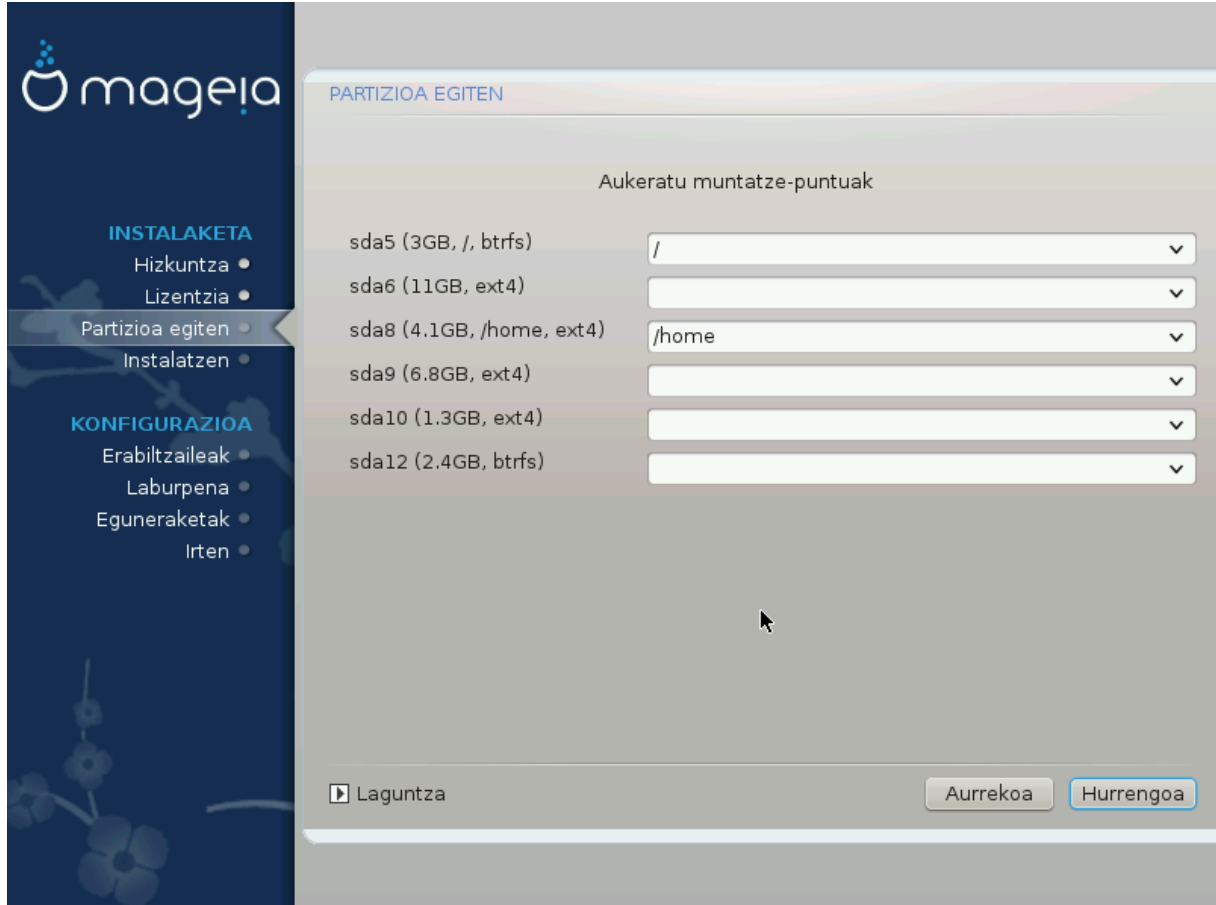 mageia
INSTALAKETA
Hizkuntza
Lizentzia
Partizioa egiten
Instalatzen
KONFIGURAZIOA
Erabiltzaileak
Laburpena
Eguneraketak
Irten
PARTIZIOA EGITEN
Aukeratu muntatze-puntuak
sda5 (3GB, /, btrfs) /
sda6 (11GB, ext4)
sda8 (4.1GB, /home, ext4) /home
sda9 (6.8GB, ext4)
sda10 (1.3GB, ext4)
sda12 (2.4GB, btrfs)
Laguntza
Aurrekoa
Hurrengoa